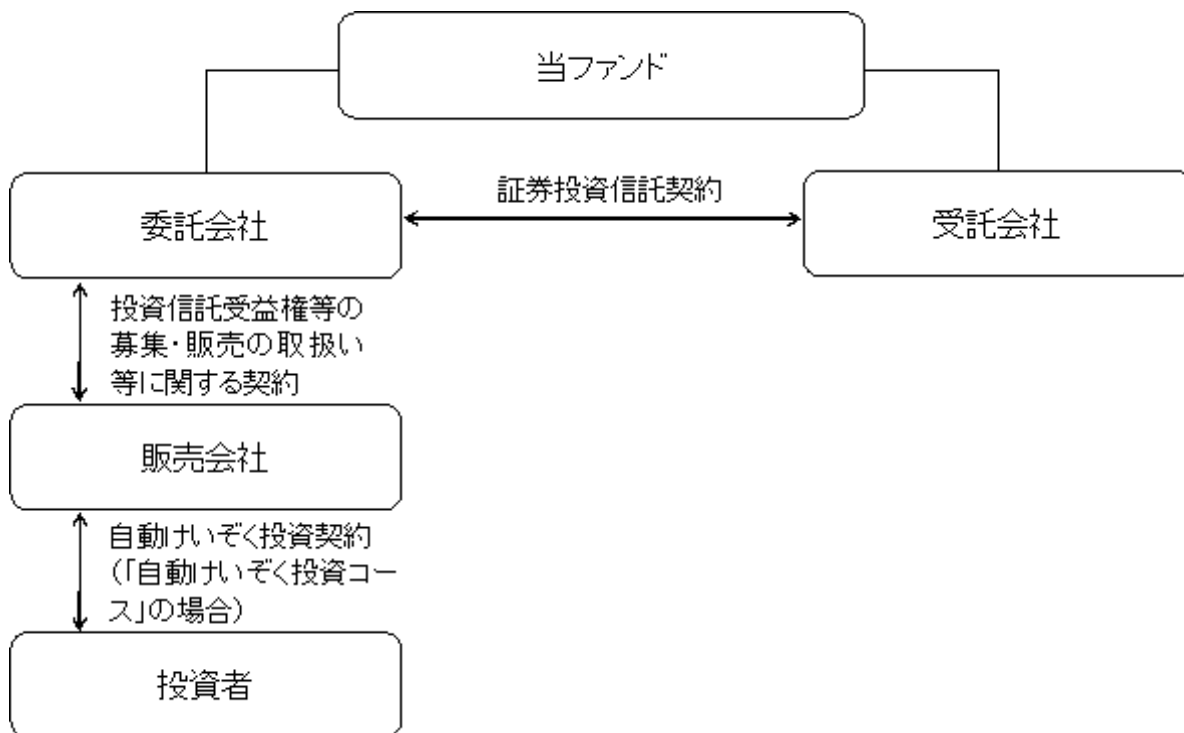 当ファンド
証券投資信託契約
委託会社
受託会社
投資信託受益権等の
募集・販売の取扱い
等に関する契約
販売会社
自動けいぞく投資契約
(「自動けいぞく投資コー
ス」の場合)
投資者